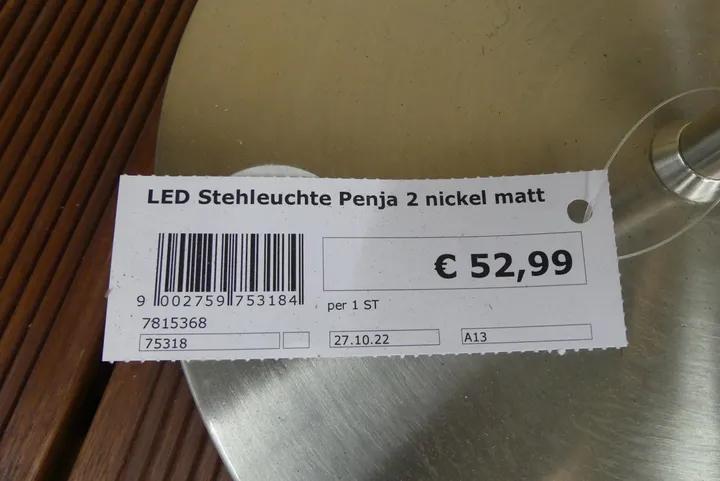 LED Stehleuchte Penja 2 nickel matt
€ 52,99
9 002759 753184
per 1 ST
7815368
75318
27.10.22
A13